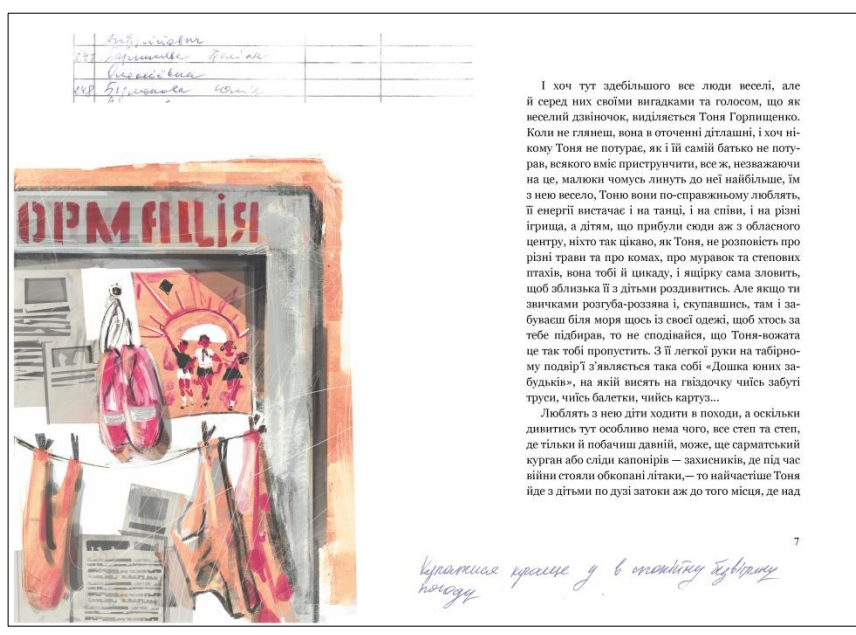 247
Олексіївна
248
ОРМАЦІЯ
І хоч тут здебільшого все люди веселі, але
й серед них своїми вигадками та голосом, що як
веселий дзвіночок, виділяється Тоня Горпищенко.
Коли не глянеш, вона в оточенні дітлашні, і хоч ні-
кому Тоня не потурає, як і їй самій батько не поту-
рав, всякого вміє приструнчити, все ж, незважаючи
на це, малюки чомусь линуть до неї найбільше, їм
з нею весело, Тоню вони по-справжньому люблять,
її енергії вистачає і на танці, і на співи, і на різні
ігрища, а дітям, що прибули сюди аж з обласного
центру, ніхто так цікаво, як Тоня, не розповість про
різні трави та про комах, про муравок та степових
птахів, вона тобі й цикаду, і ящірку сама зловить,
щоб зблизька її з дітьми роздивитись. Але якщо ти
звичками розгуба-роззява і, скупавшись, там і за-
буваєш біля моря щось із своєї одежі, щоб хтось за
тебе підбирав, то не сподівайся, що Тоня-вожата
це так тобі пропустить. З її легкої руки на табірно-
му подвір’ї з’являється така собі «Дошка юних за-
будьків», на якій висять на гвіздочку чиїсь забуті
труси, чиїсь балетки, чийсь картуз...
Люблять з нею діти ходити в походи, а оскільки
дивитись тут особливо нема чого, все степ та степ,
де тільки й побачиш давній, може, ще сарматський
курган або сліди капонірів — захисників, де під час
війни стояли обкопані літаки,— то найчастіше Тоня
йде з дітьми по дузі затоки аж до того місця, де над
7
Купатися краще у в спокійну безвітряну
погоду